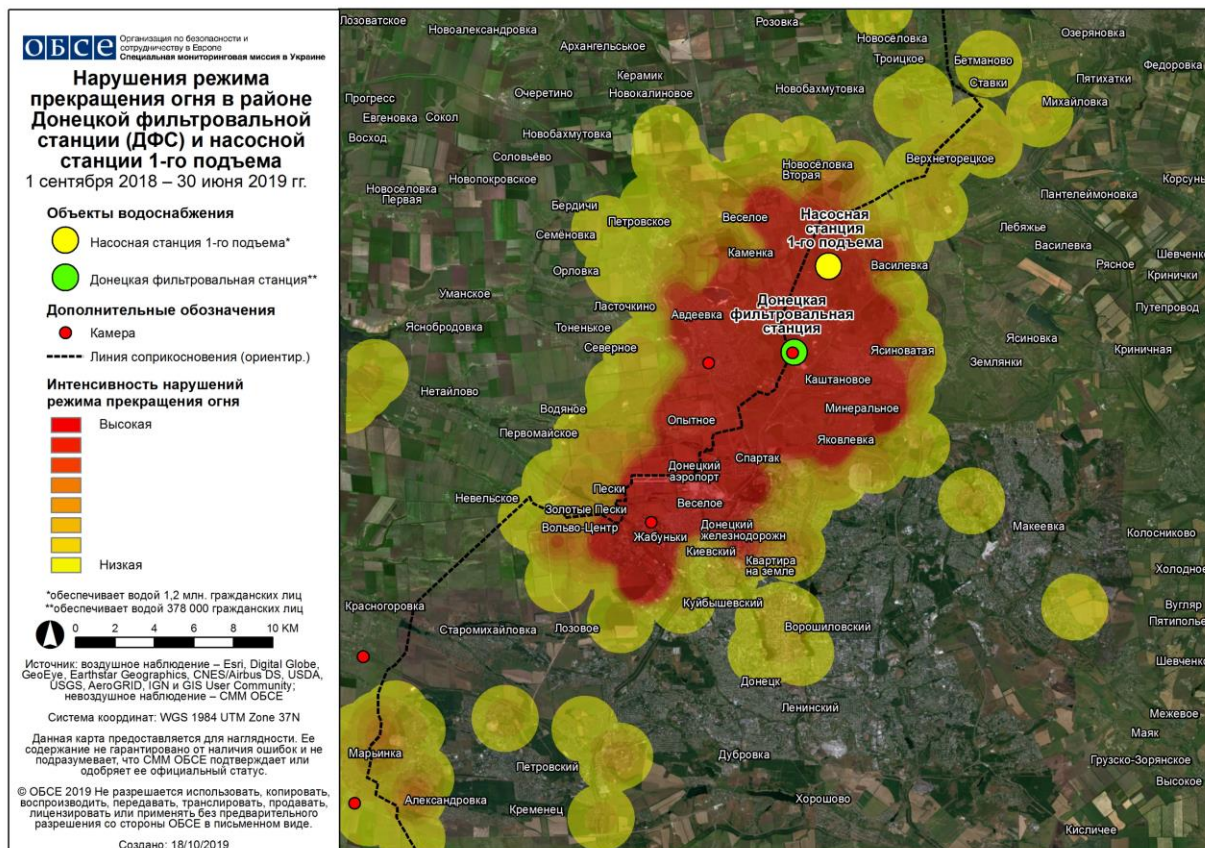 ОБСЕ Организация по безопасности и
сотрудничеству в Европе
Специальная мониторинговая миссия в Украине
Нарушения режима
прекращения огня в районе
Донецкой фильтровальной
станции (ДФС) и насосной
станции 1-го подъема
1 сентября 2018 – 30 июня 2019 гг.
Объекты водоснабжения
Насосная станция 1-го подъема*
Донецкая фильтровальная станция**
Дополнительные обозначения
Камера
Линия соприкосновения (ориентир.)
Интенсивность нарушений
режима прекращения огня
Высокая
Низкая
*обеспечивает водой 1,2 млн. гражданских лиц
**обеспечивает водой 378 000 гражданских лиц
0 2 4 6 8 10 KM
Источник: воздушное наблюдение – Esri, Digital Globe,
GeoEye, Earthstar Geographics, CNES/Airbus DS, USDA,
USGS, AeroGRID, IGN и GIS User Community;
невоздушное наблюдение – СММ ОБСЕ
Система координат: WGS 1984 UTM Zone 37N
Данная карта предоставляется для наглядности. Ее
содержание не гарантировано от наличия ошибок и не
подразумевает, что СММ ОБСЕ подтверждает или
одобряет ее официальный статус.
© ОБСЕ 2019 Не разрешается использовать, копировать,
воспроизводить, передавать, транслировать, продавать,
лицензировать или применять без предварительного
разрешения со стороны ОБСЕ в письменном виде.
Создано: 18/10/2019
Лозоватское
Новоалександровка
Розовка
Архангельское
Новосёловка
Озеряновка
Троицкое
Бетманово
Федоровка
Керамик
Ставки
Пятихатки
Прогресс
Очеретино
Новокалиновое
Новобахмутовка
Михайловка
Евгеновка
Сокол
Восход
Новобахмутовка
Соловьёво
Верхнеторецкое
Новосёловка
Вторая
Корсунь
Новосёловка
Первая
Новопокровское
Пантелеймоновка
Бердичи
Петровское
Веселое
Насосная
станция
1-го подъема
Лебяжье
Семёновка
Каменка
Василевка
Василевка
Шевченко
Рясное
Орловка
Кринички
Уманское
Ласточкино
Авдеевка
Донецкая
фильтровальная
станция
Путепровод
Яснобродовка
Тоненькое
Северное
Ясиноватая
Ясиновка
Криничная
Землянки
Нетайлово
Каштановое
Водяное
Минеральное
Опытное
Первомайское
Яковлевка
Спартак
Донецкий
аэропорт
Невельское
Пески
Золотые Пески
Веселое
Вольво-Центр
Жабуньки
Донецкий
железнодорожн
Макеевка
Колосниково
Киевский
Квартира
на земле
Холодное
Красногоровка
Куйбышевский
Вугляр
Старомихайловка
Лозовое
Ворошиловский
Пятиполье
Шевченко
Донецк
Ленинский
Межевое
Маяк
Марьинка
Петровский
Дубровка
Грузско-Зорянское
Высокое
Александровка
Кременец
Хорошово
Кисличее